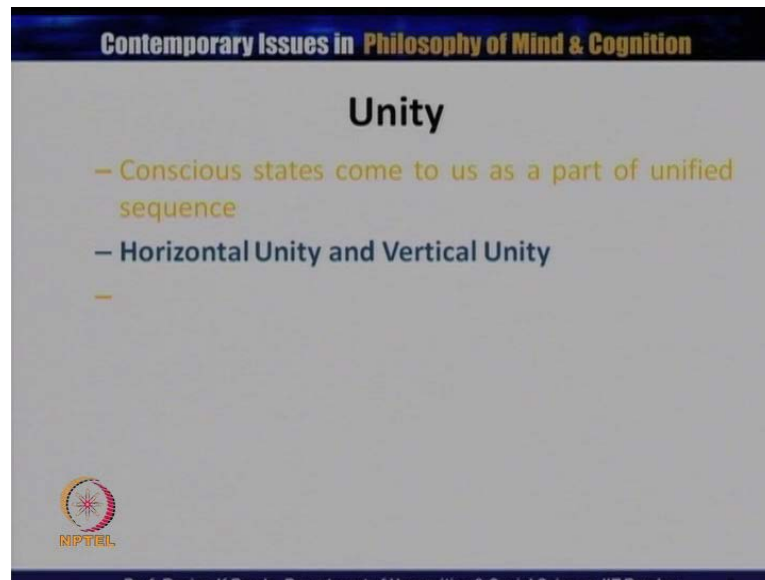 Contemporary Issues in Philosophy of Mind & Cognition
Unity
– Conscious states come to us as a part of unified
sequence
– Horizontal Unity and Vertical Unity
–
NPTEL